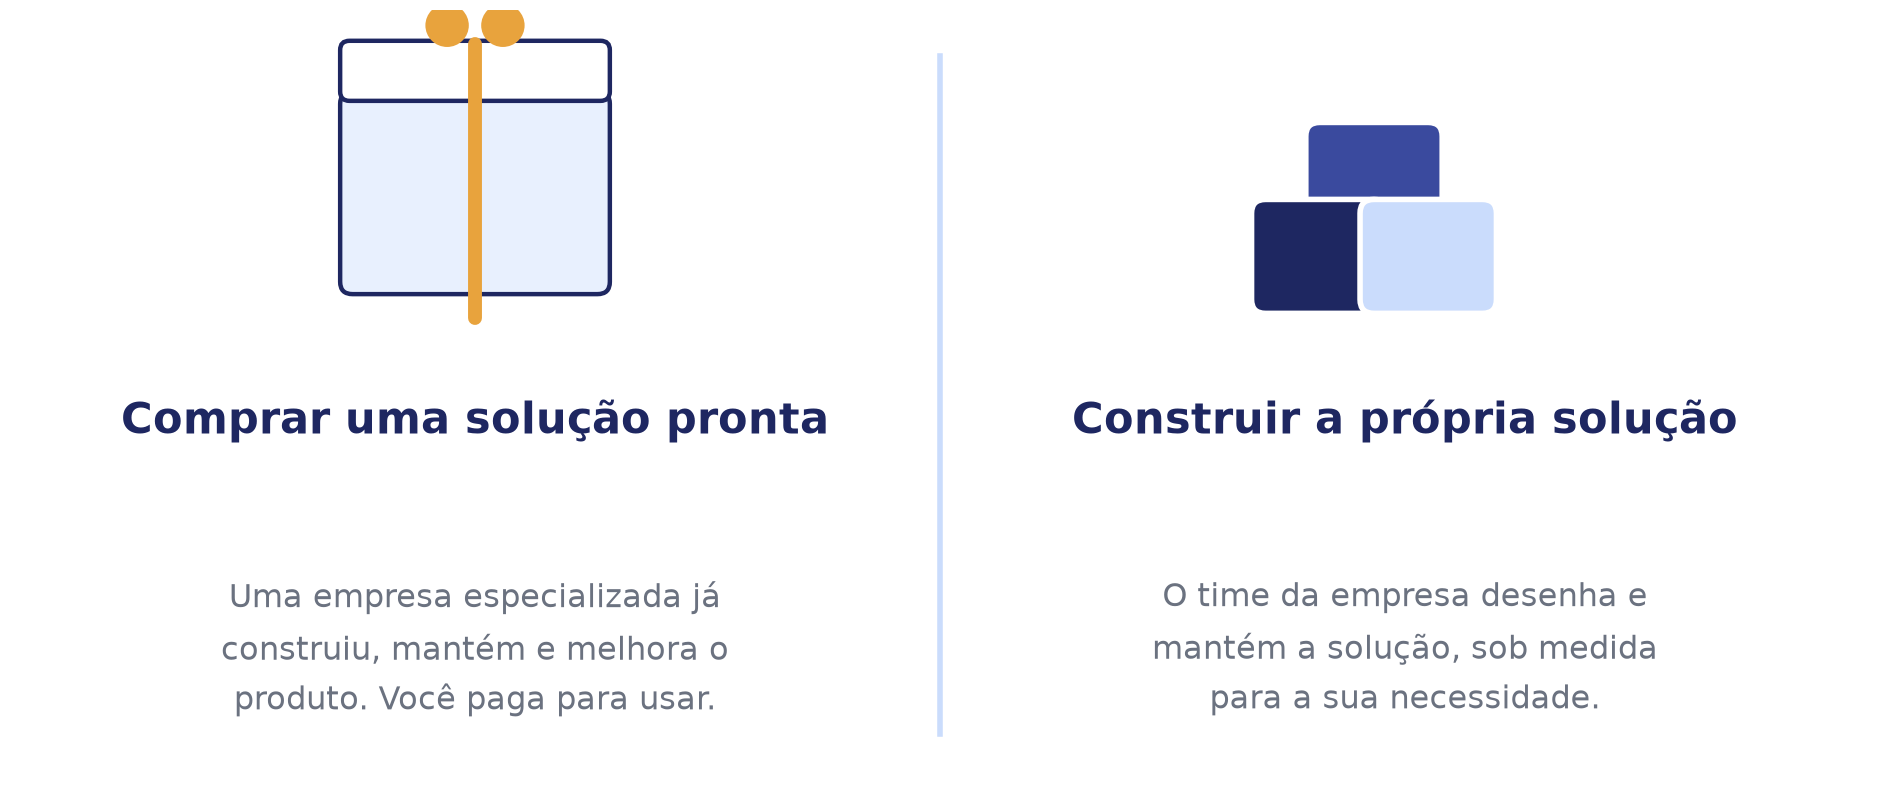 Comprar uma solução pronta
Uma empresa especializada já
construiu, mantém e melhora o
produto. Você paga para usar.
Construir a própria solução
O time da empresa desenha e
mantém a solução, sob medida
para a sua necessidade.